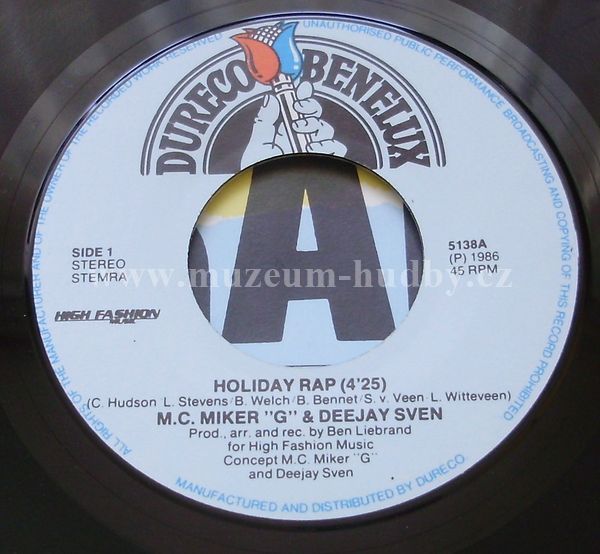 DURECO BENELUX
UNAUTHORISED PUBLIC PERFORMANCE BROADCASTING AND COPYING OF THIS RECORD PROHIBITED
ALL RIGHTS OF THE MANUFACTURER AND OF THE OWNER OF THE RECORDED WORK RESERVED
A
SIDE 1
STEREO
STEMRA
5138A
(P) 1986
45 RPM
www.muzeum-hudby.cz
HIGH FASHION
MUSIC
HOLIDAY RAP (4'25)
(C. Hudson L. Stevens/B. Welch/B. Bennet/S. v. Veen/L. Witteveen)
M.C. MIKER "G" & DEEJAY SVEN
Prod., arr. and rec. by Ben Liebrand
for High Fashion Music
Concept M.C. Miker "G"
and Deejay Sven
MANUFACTURED AND DISTRIBUTED BY DURECO.